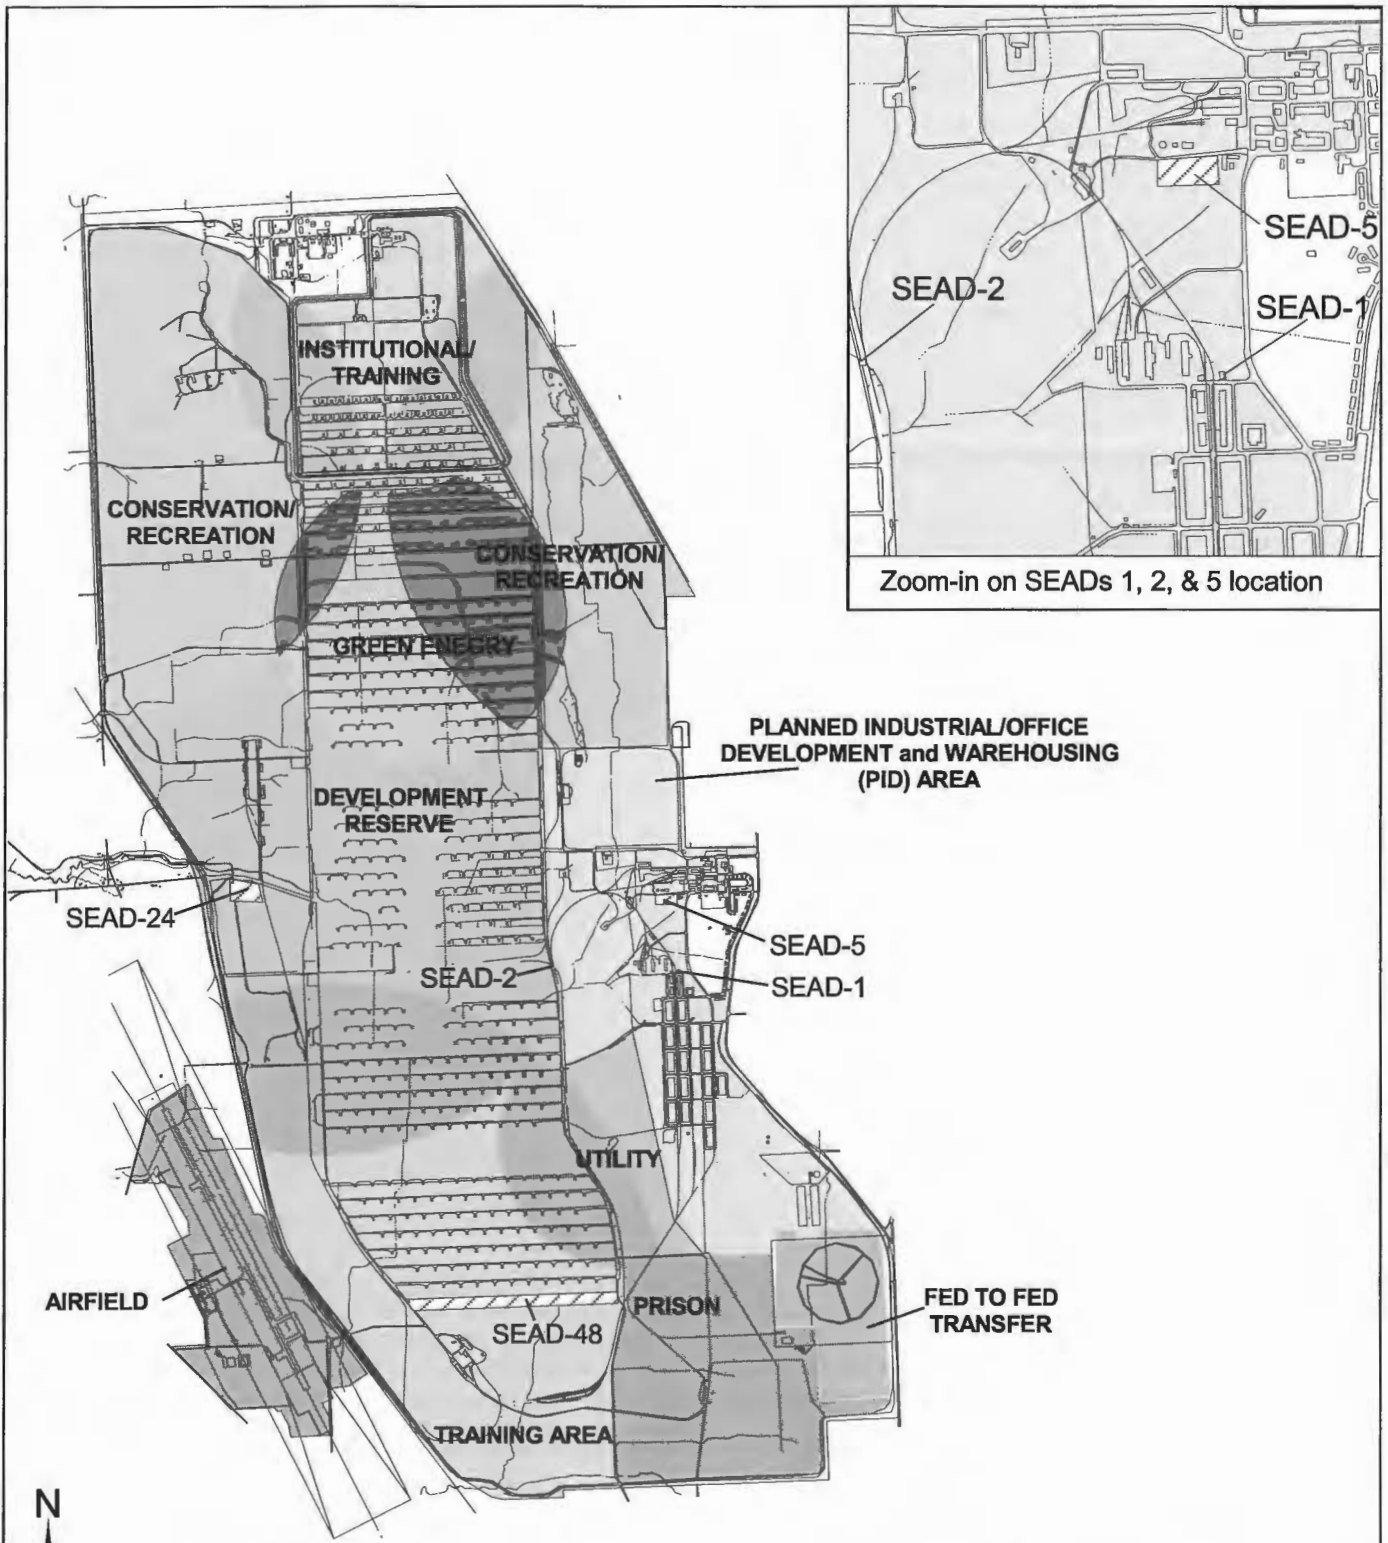 SEAD-5
SEAD-2
SEAD-1
Zoom-in on SEADs 1, 2, & 5 location
INSTITUTIONAL/
TRAINING
CONSERVATION/
RECREATION
CONSERVATION/
RECREATION
GREEN ENEGRY
PLANNED INDUSTRIAL/OFFICE
DEVELOPMENT and WAREHOUSING
(PID) AREA
DEVELOPMENT
RESERVE
SEAD-24
SEAD-5
SEAD-2
SEAD-1
UTILITY
AIRFIELD
PRISON
FED TO FED
TRANSFER
SEAD-48
TRAINING AREA
N